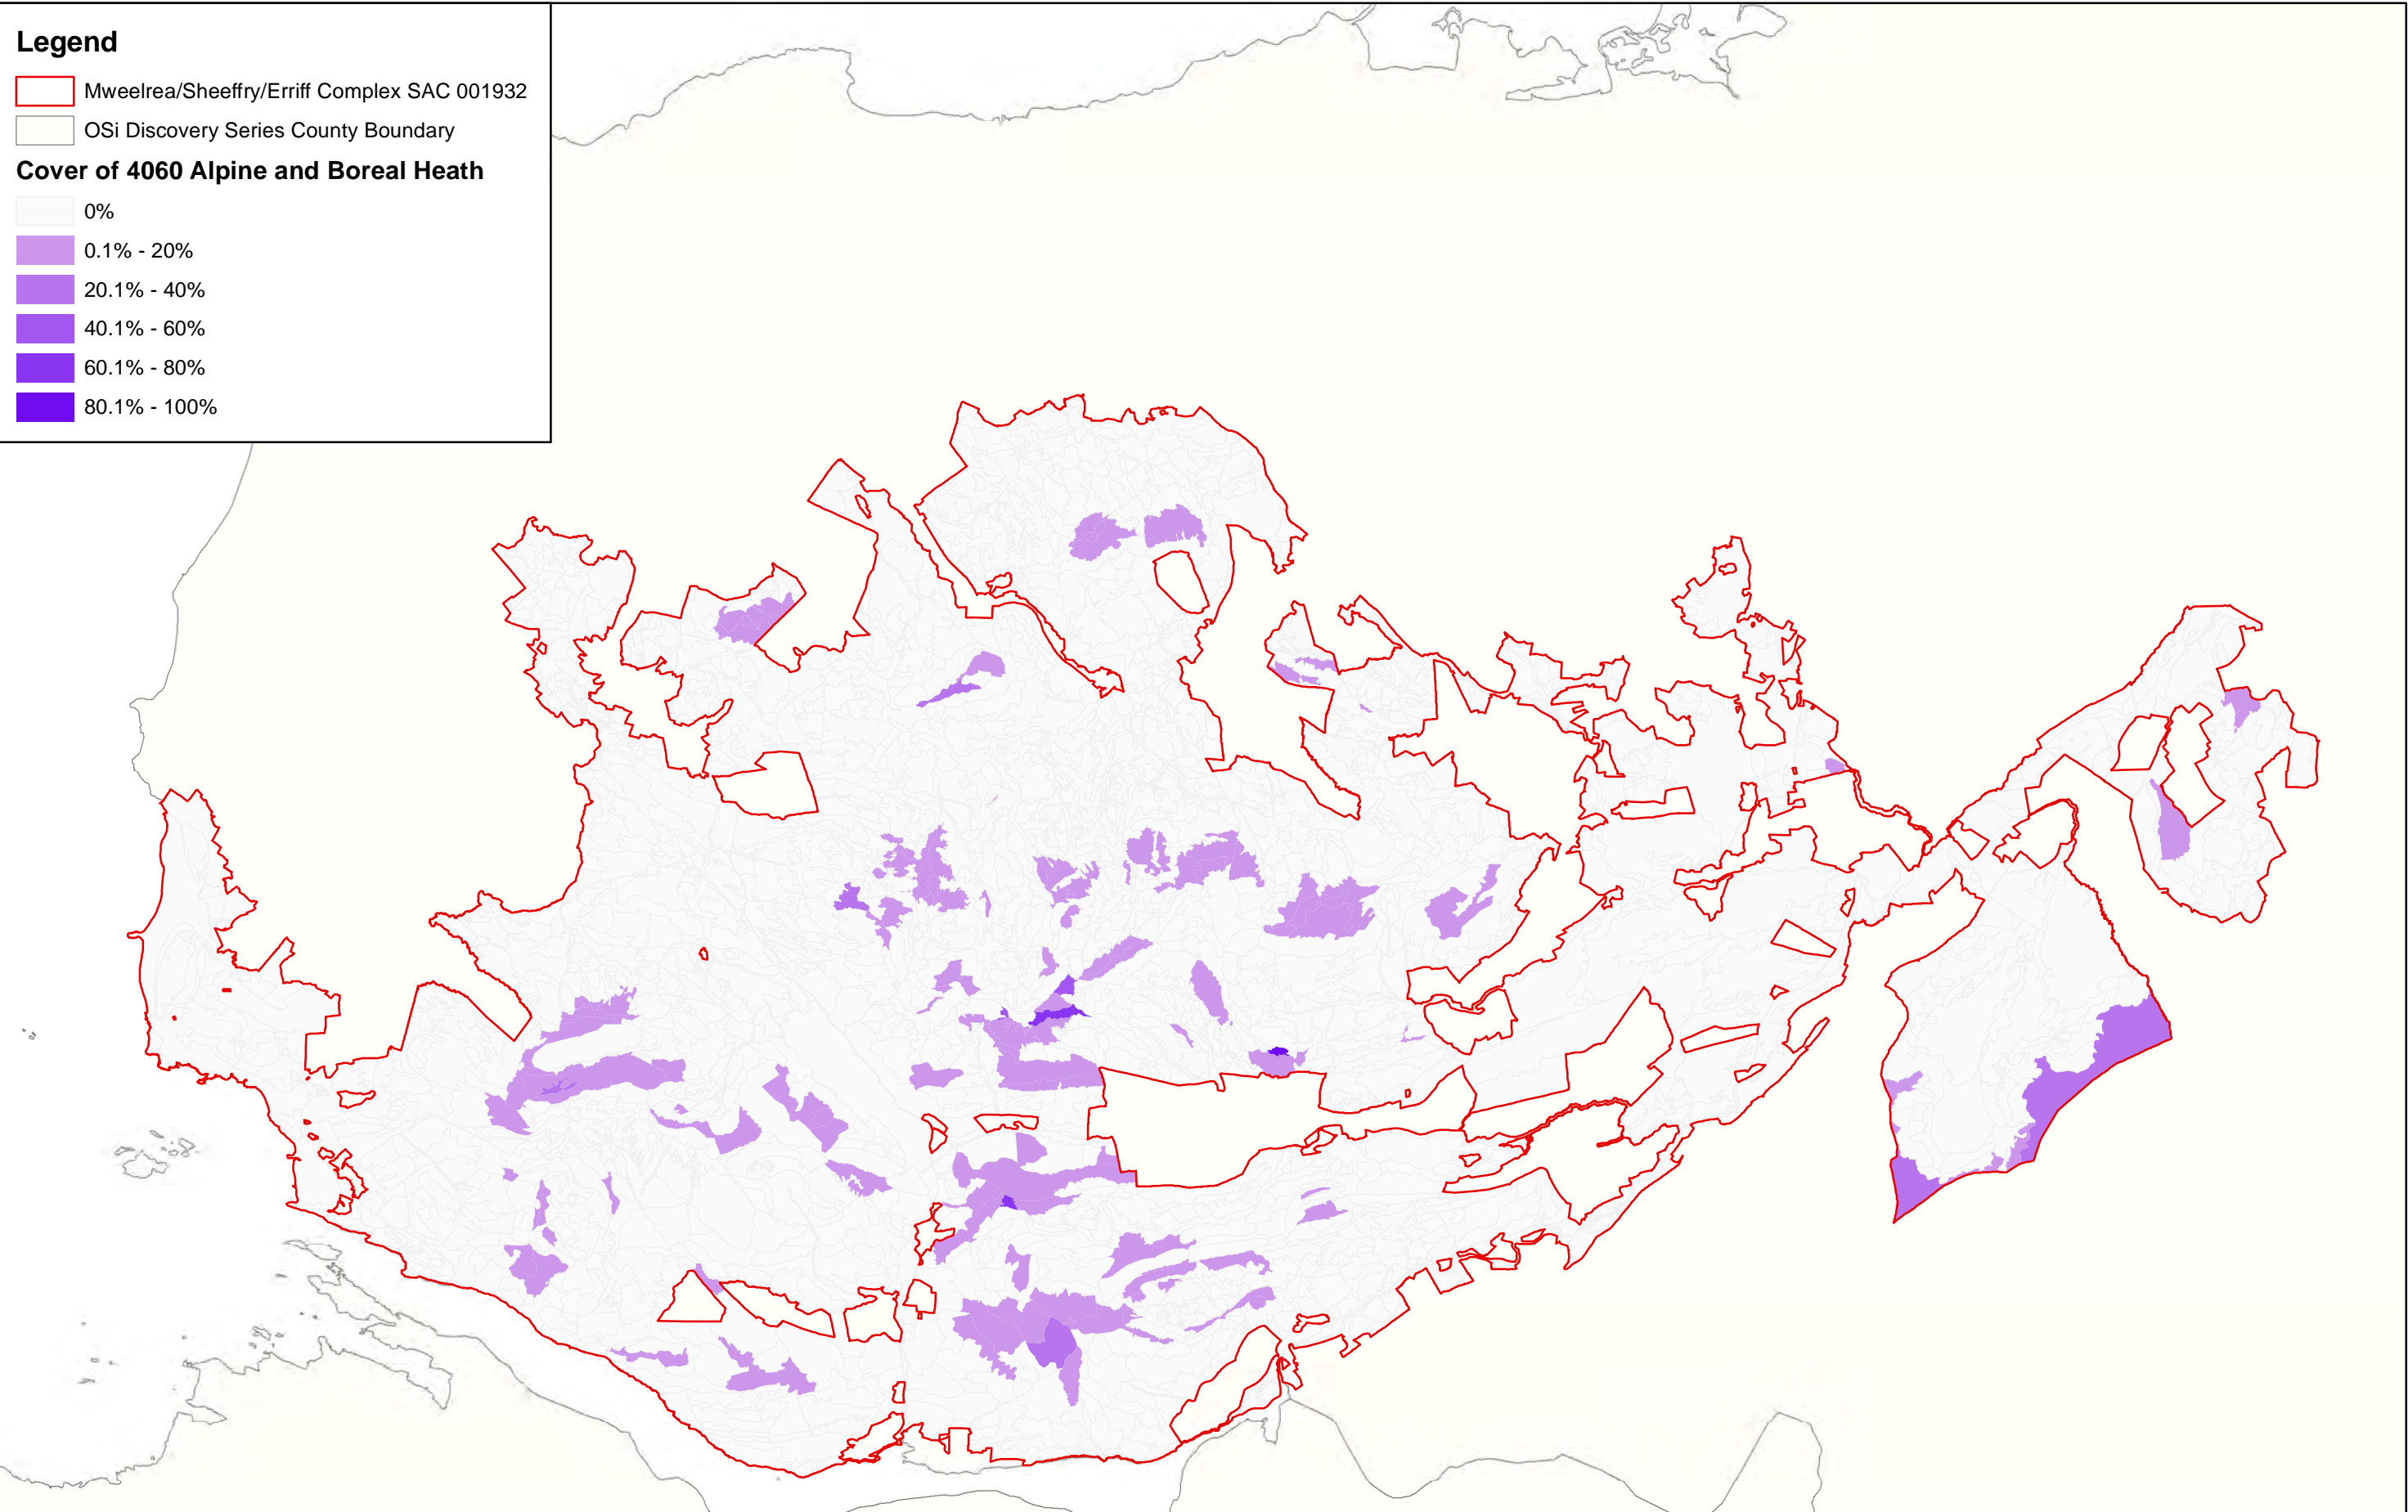 Legend
Mweelrea/Sheeffry/Erriff Complex SAC 001932
OSi Discovery Series County Boundary
Cover of 4060 Alpine and Boreal Heath
0%
0.1% - 20%
20.1% - 40%
40.1% - 60%
60.1% - 80%
80.1% - 100%